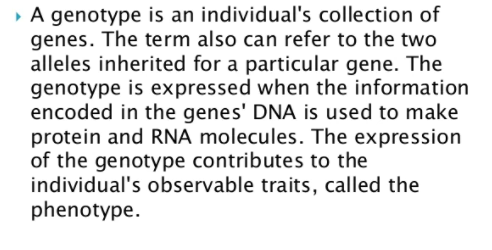 A genotype is an individual's collection of
genes. The term also can refer to the two
alleles inherited for a particular gene. The
genotype is expressed when the information
encoded in the genes' DNA is used to make
protein and RNA molecules. The expression
of the genotype contributes to the
individual's observable traits, called the
phenotype.